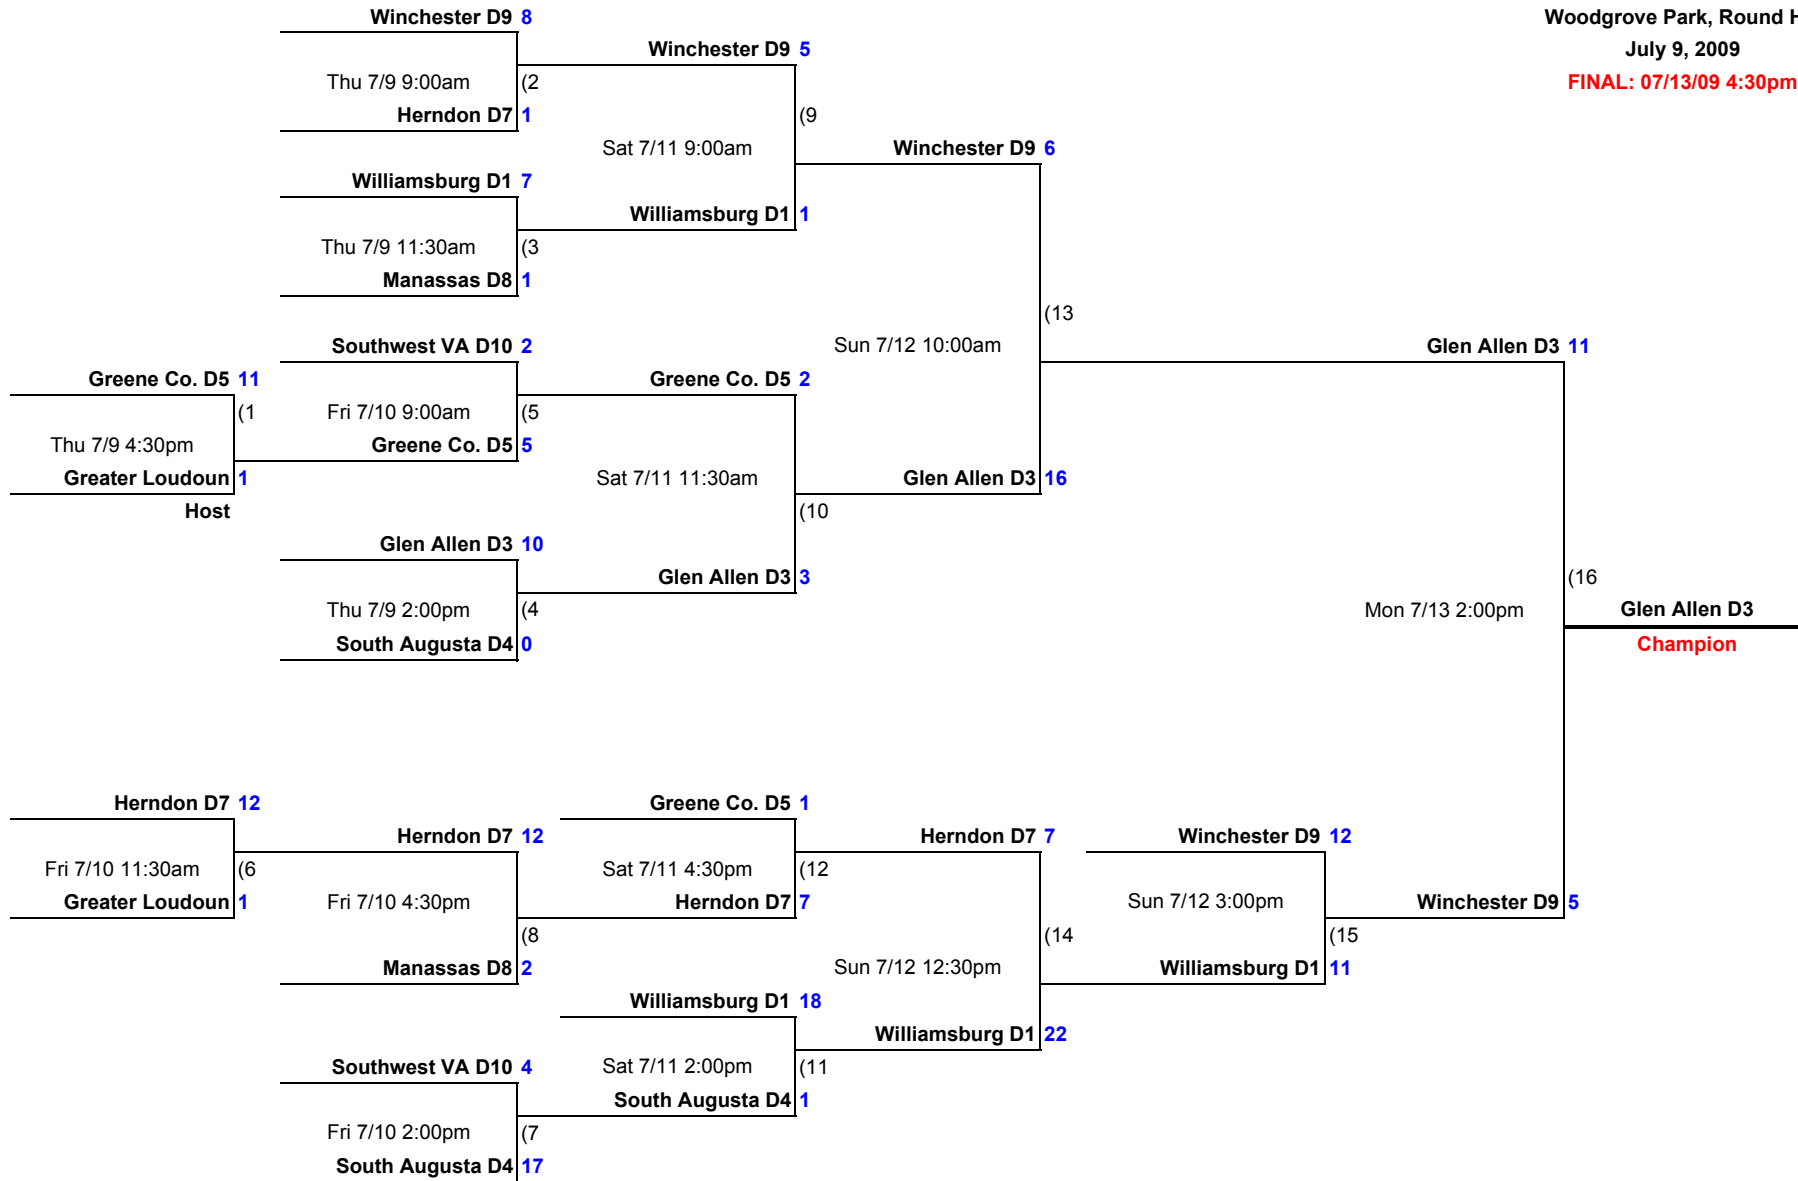 Winchester D9 8
Woodgrove Park, Round H
Winchester D9 5
July 9, 2009
Thu 7/9 9:00am (2
FINAL: 07/13/09 4:30pm
Herndon D7 1
(9
Sat 7/11 9:00am
Winchester D9 6
Williamsburg D1 7
Williamsburg D1 1
Thu 7/9 11:30am (3
Manassas D8 1
(13
Southwest VA D10 2
Sun 7/12 10:00am
Glen Allen D3 11
Greene Co. D5 11
Greene Co. D5 2
(1
Fri 7/10 9:00am (5
Thu 7/9 4:30pm
Greene Co. D5 5
Greater Loudoun 1
Sat 7/11 11:30am
Glen Allen D3 16
Host
(10
Glen Allen D3 10
Glen Allen D3 3
(16
Thu 7/9 2:00pm (4
Mon 7/13 2:00pm
Glen Allen D3
South Augusta D4 0
Champion
Herndon D7 12
Greene Co. D5 1
Herndon D7 12
Herndon D7 7
Winchester D9 12
Fri 7/10 11:30am (6
Sat 7/11 4:30pm (12
Greater Loudoun 1
Fri 7/10 4:30pm
Herndon D7 7
Sun 7/12 3:00pm
Winchester D9 5
(8
(14
(15
Manassas D8 2
Sun 7/12 12:30pm
Williamsburg D1 11
Williamsburg D1 18
Williamsburg D1 22
Southwest VA D10 4
Sat 7/11 2:00pm (11
South Augusta D4 1
Fri 7/10 2:00pm (7
South Augusta D4 17